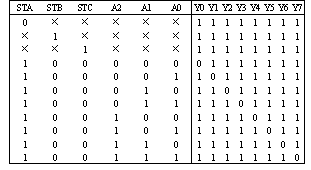 STA STB STC A2 A1 A0 Y0 Y1 Y2 Y3 Y4 Y5 Y6 Y7
0 × × × × × 1 1 1 1 1 1 1 1
× 1 × × × × 1 1 1 1 1 1 1 1
× × 1 × × × 1 1 1 1 1 1 1 1
1 0 0 0 0 0 0 1 1 1 1 1 1 1
1 0 0 0 0 1 1 0 1 1 1 1 1 1
1 0 0 0 1 0 1 1 0 1 1 1 1 1
1 0 0 0 1 1 1 1 1 0 1 1 1 1
1 0 0 1 0 0 1 1 1 1 0 1 1 1
1 0 0 1 0 1 1 1 1 1 1 0 1 1
1 0 0 1 1 0 1 1 1 1 1 1 0 1
1 0 0 1 1 1 1 1 1 1 1 1 1 0